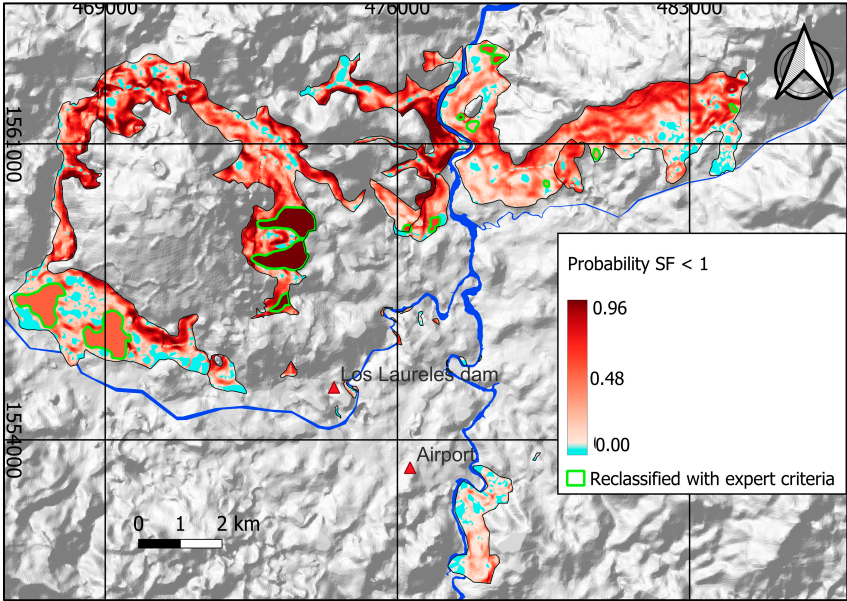 469000
476000
483000
1561000
1554000
Probability SF < 1
0.96
0.48
0.00
Reclassified with expert criteria
Los Laureles dam
Airport
0 1 2 km